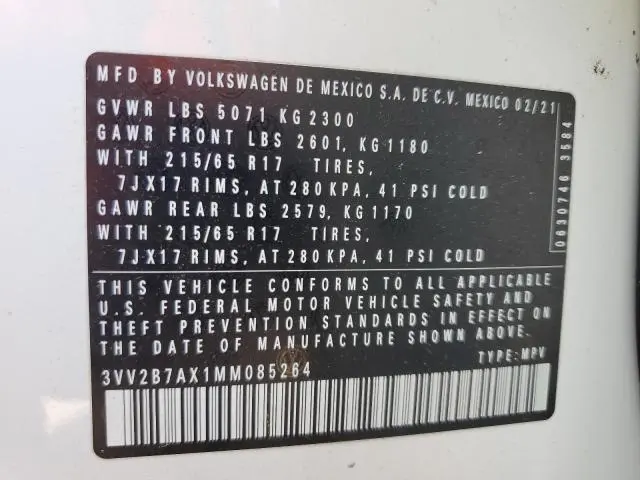 MFD. BY VOLKSWAGEN DE MEXICO S.A. DE C.V. MEXICO 02/21
GVWR LBS 5071 KG 2300
GAWR FRONT LBS 2601, KG 1180
WITH 215/65 R17 TIRES,
7JX17 RIMS, AT 280 KPA, 41 PSI COLD
GAWR REAR LBS 2579, KG 1170
WITH 215/65 R17 TIRES,
7JX17 RIMS, AT 280 KPA, 41 PSI COLD
0630746 3584
THIS VEHICLE CONFORMS TO ALL APPLICABLE
U.S. FEDERAL MOTOR VEHICLE SAFETY AND
THEFT PREVENTION STANDARDS IN EFFECT ON
THE DATE OF MANUFACTURE SHOWN ABOVE.
3VV2B7AX1MM085264 TYPE: MPV